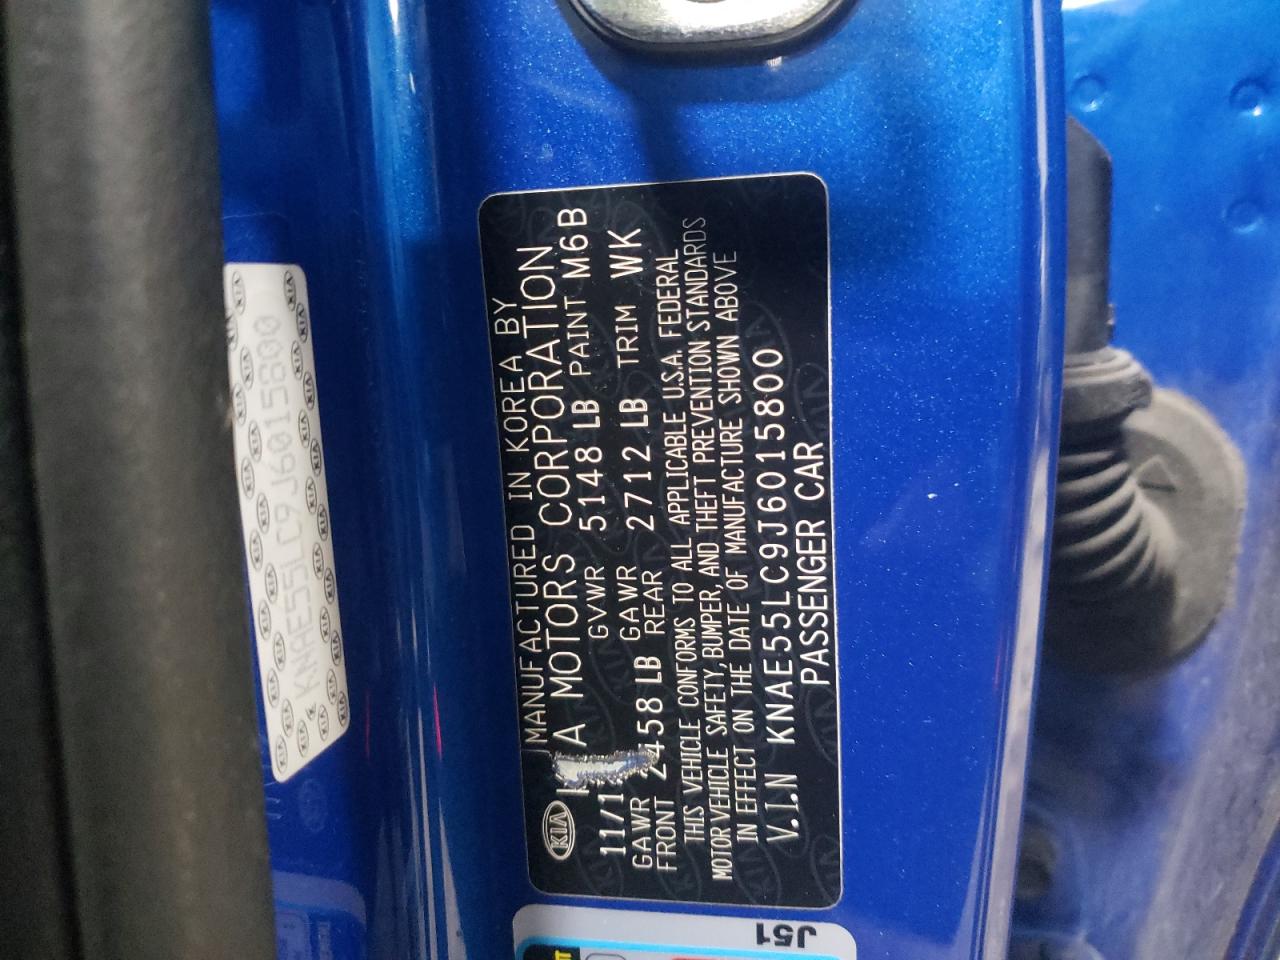 KNAE55LC9J6015800
MANUFACTURED IN KOREA BY
KIA A MOTORS CORPORATION
GVWR 5148 LB PAINT M6B
GAWR FRONT LB GAWR REAR 2712 LB TRIM WK
THIS VEHICLE CONFORMS TO ALL APPLICABLE U.S.A. FEDERAL
MOTOR VEHICLE SAFETY, BUMPER, AND THEFT PREVENTION STANDARDS
IN EFFECT ON THE DATE OF MANUFACTURE SHOWN ABOVE
V.I.N KNAE55LC9J6015800
PASSENGER CAR
J51